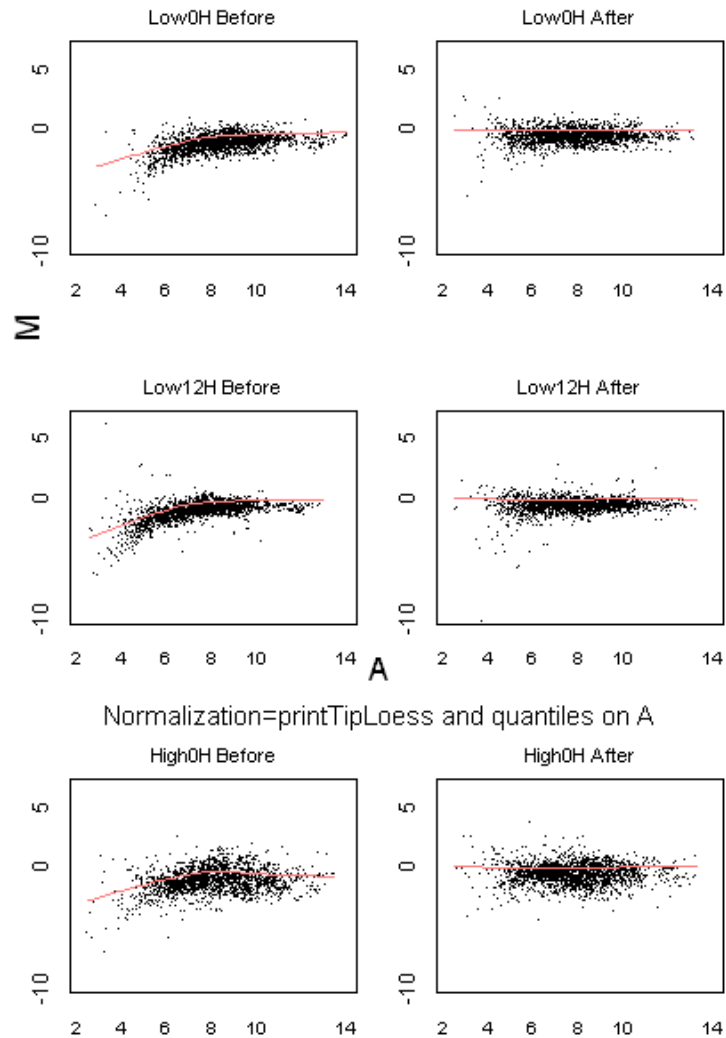 Low0H Before
Low0H After
5
0
-10
2 4 6 8 10 14
5
0
-10
2 4 6 8 10 14
M
Low12H Before
Low12H After
5
0
-10
2 4 6 8 10 14
5
0
-10
2 4 6 8 10 14
A
Normalization=printTipLoess and quantiles on A
High0H Before
High0H After
5
0
-10
2 4 6 8 10 14
5
0
-10
2 4 6 8 10 14